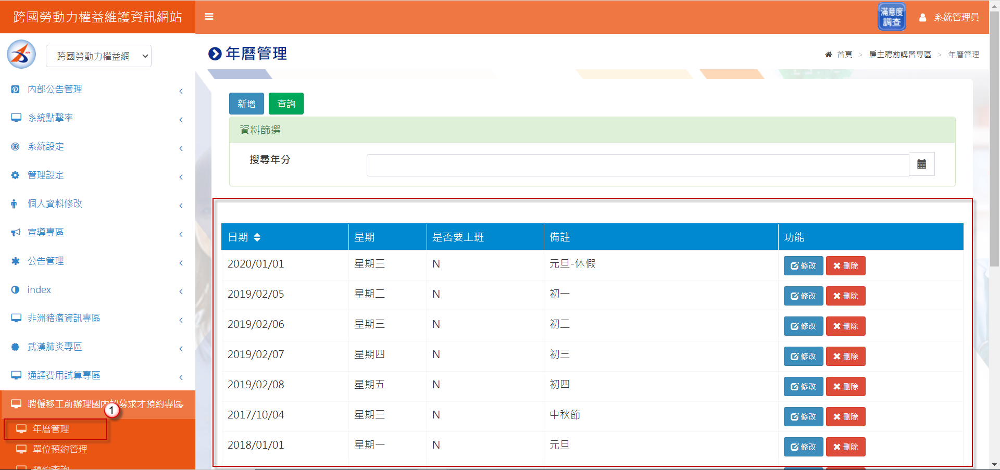 跨國勞動力權益維護資訊網站
滿意度
調查
系統管理員
跨國勞動力權益網
年曆管理
首頁 > 雇主聘前講習專區 > 年曆管理
內部公告管理
系統點擊率
系統設定
管理設定
個人資料修改
宣導專區
公告管理
index
非洲豬瘟資訊專區
武漢肺炎專區
通譯費用試算專區
聘僱移工前辦理國內招募求才預約專區
1
年曆管理
單位預約管理
預約查詢
新增 查詢
資料篩選
搜尋年分
日期 星期 是否要上班 備註 功能
2020/01/01 星期三 N 元旦-休假 修改 刪除
2019/02/05 星期二 N 初一 修改 刪除
2019/02/06 星期三 N 初二 修改 刪除
2019/02/07 星期四 N 初三 修改 刪除
2019/02/08 星期五 N 初四 修改 刪除
2017/10/04 星期三 N 中秋節 修改 刪除
2018/01/01 星期一 N 元旦 修改 刪除